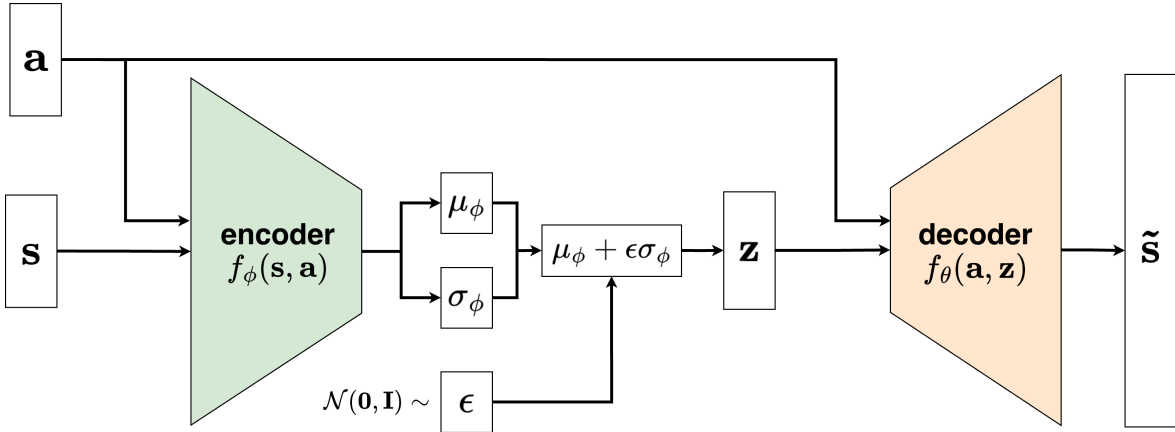 a
s
encoder
f_ϕ(s, a)
μ_ϕ
σ_ϕ
μ_ϕ + ϵσ_ϕ
𝒩(0, I) ∼
ϵ
z
decoder
f_θ(a, z)
s̃